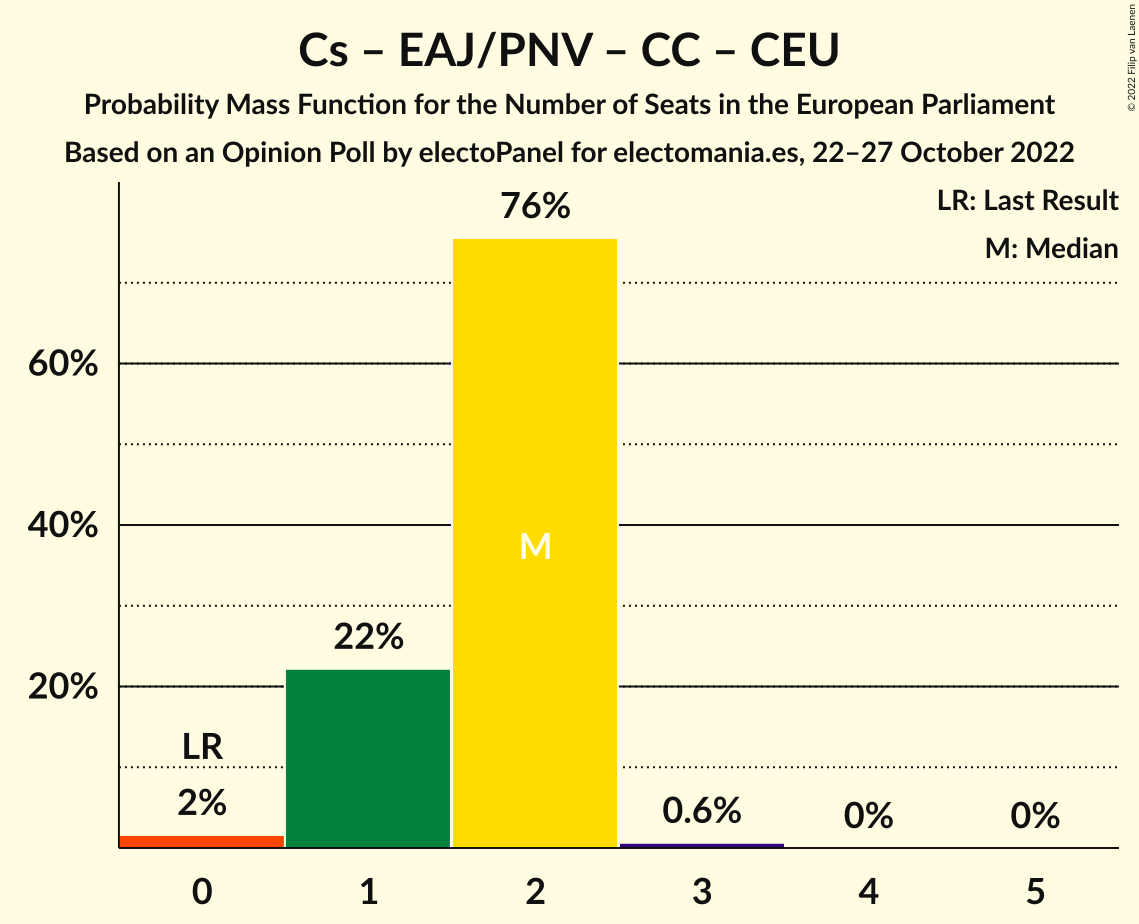 Cs – EAJ/PNV – CC – CEU
Probability Mass Function for the Number of Seats in the European Parliament
Based on an Opinion Poll by electoPanel for electomania.es, 22–27 October 2022
© 2022 Filip van Laenen
LR: Last Result
M: Median
76%
60%
40%
M
22%
20%
LR
2%
0.6%
0%
0%
0 1 2 3 4 5